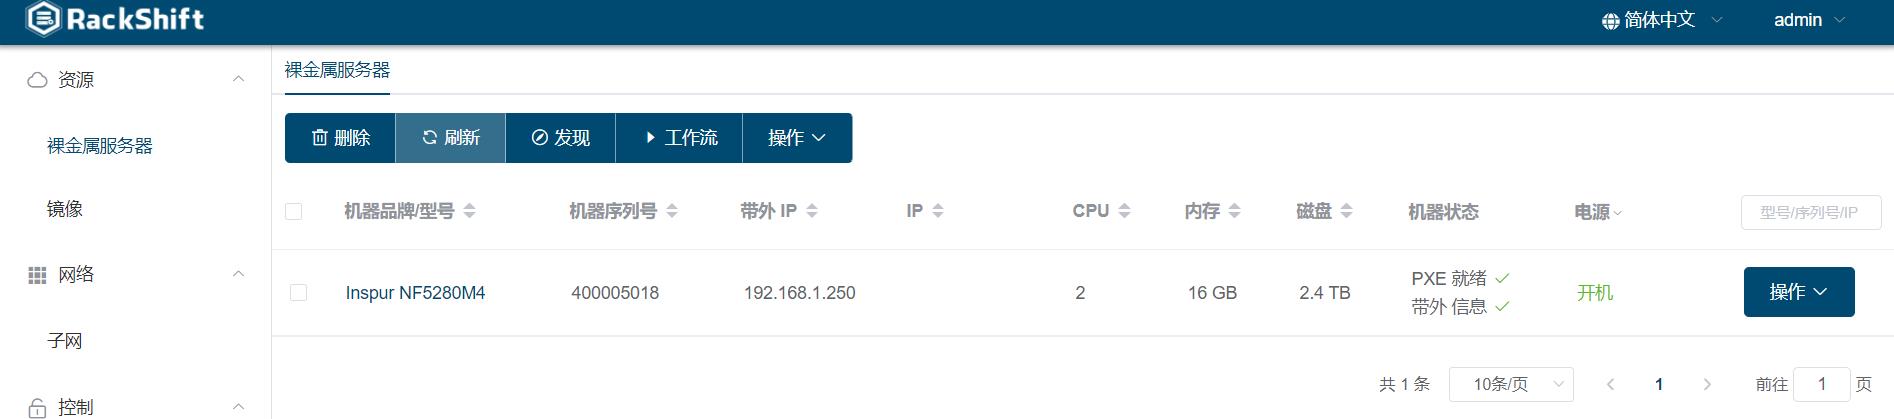 RackShift
简体中文
admin
资源
裸金属服务器
镜像
网络
子网
控制
裸金属服务器
删除 刷新 发现 工作流 操作
机器品牌/型号 机器序列号 带外 IP IP CPU 内存 磁盘 机器状态 电源 型号/序列号/IP
Inspur NF5280M4 400005018 192.168.1.250 2 16 GB 2.4 TB PXE 就绪 开机 操作
带外 信息
共 1 条 10条/页 1 前往 1 页